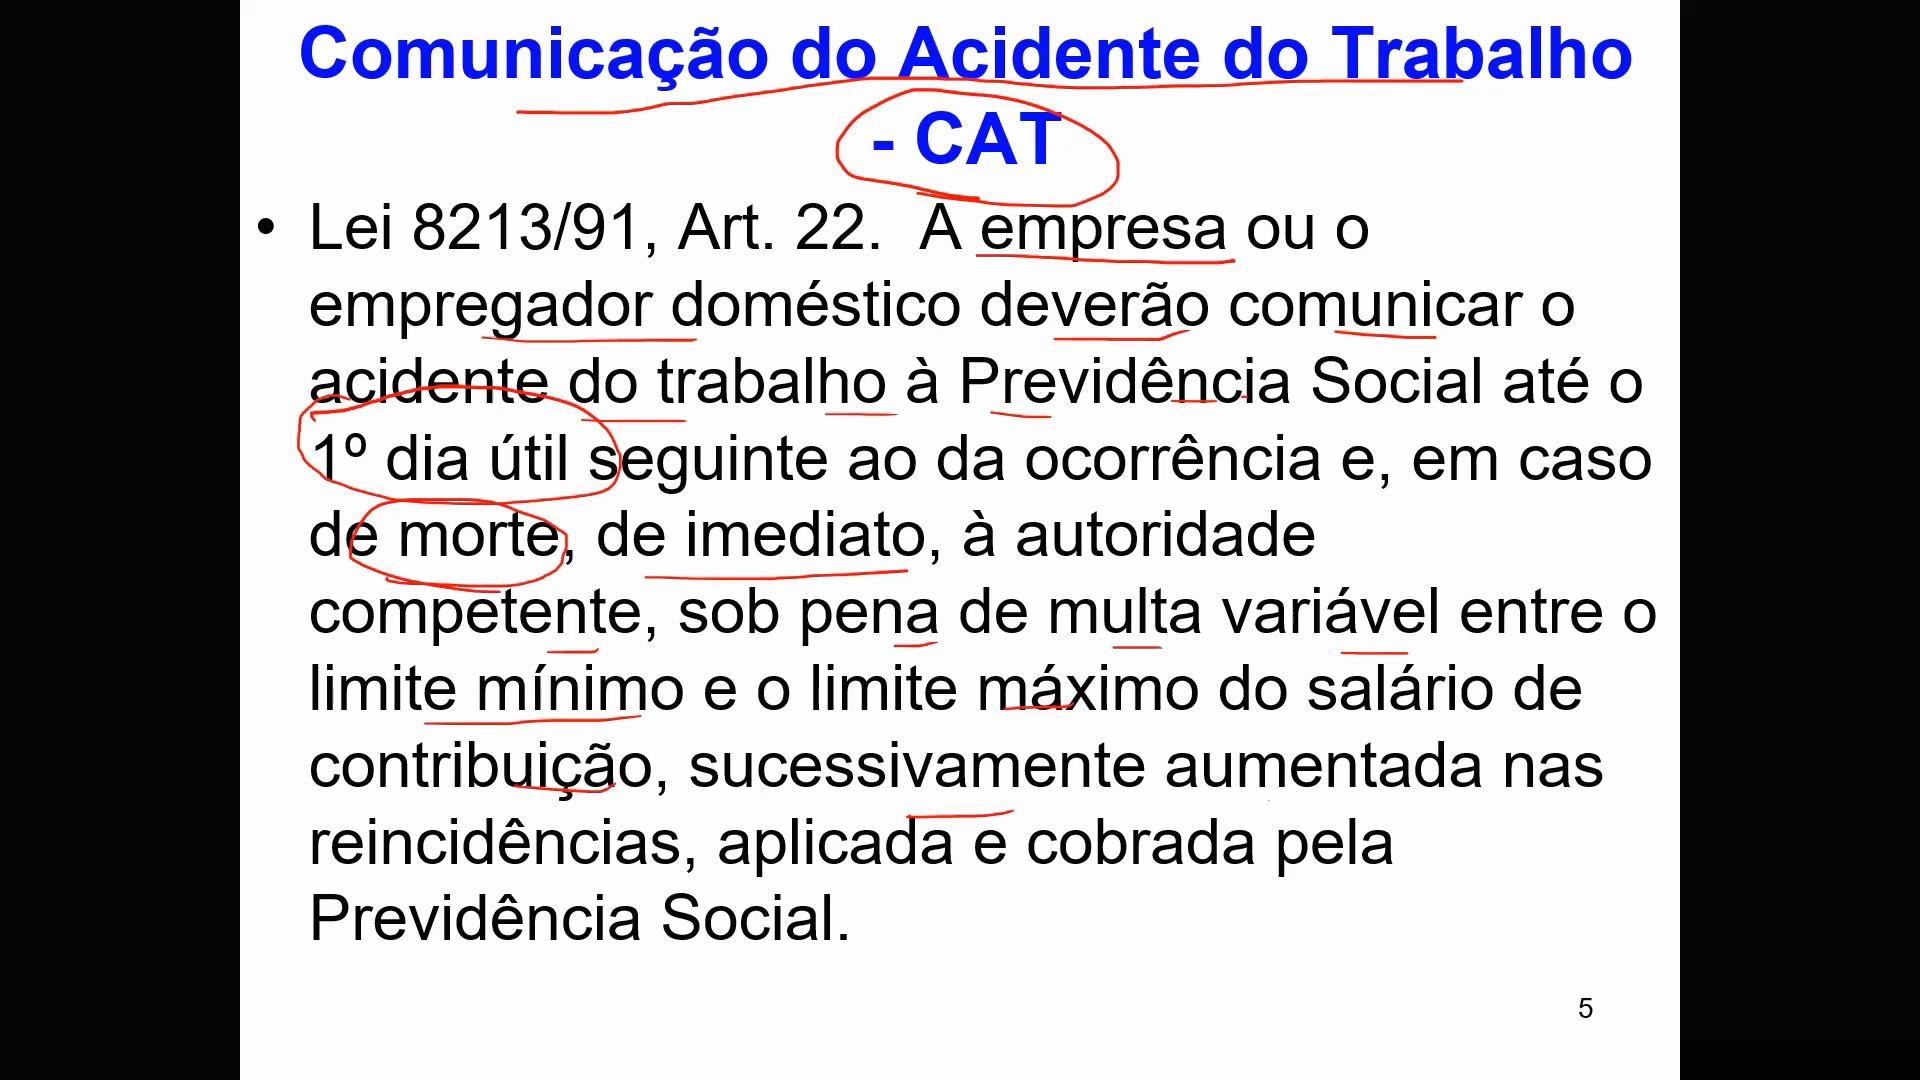 Comunicação do Acidente do Trabalho
- CAT
• Lei 8213/91, Art. 22. A empresa ou o
empregador doméstico deverão comunicar o
acidente do trabalho à Previdência Social até o
1º dia útil seguinte ao da ocorrência e, em caso
de morte, de imediato, à autoridade
competente, sob pena de multa variável entre o
limite mínimo e o limite máximo do salário de
contribuição, sucessivamente aumentada nas
reincidências, aplicada e cobrada pela
Previdência Social.
5